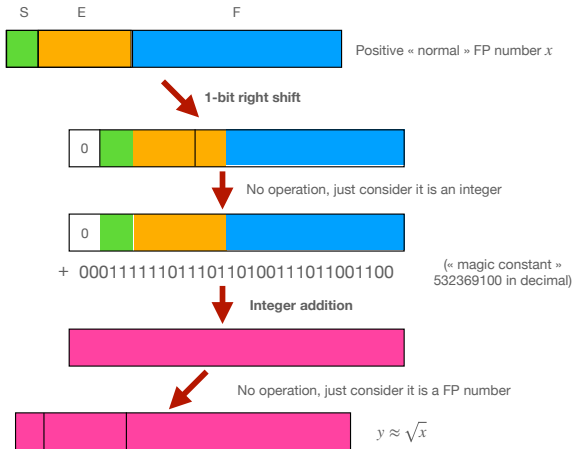 S E F
Positive « normal » FP number x
1-bit right shift
0
No operation, just consider it is an integer
0
+ 00011111101110110100111011001100
(« magic constant »
532369100 in decimal)
Integer addition
No operation, just consider it is a FP number
y ≈ √x